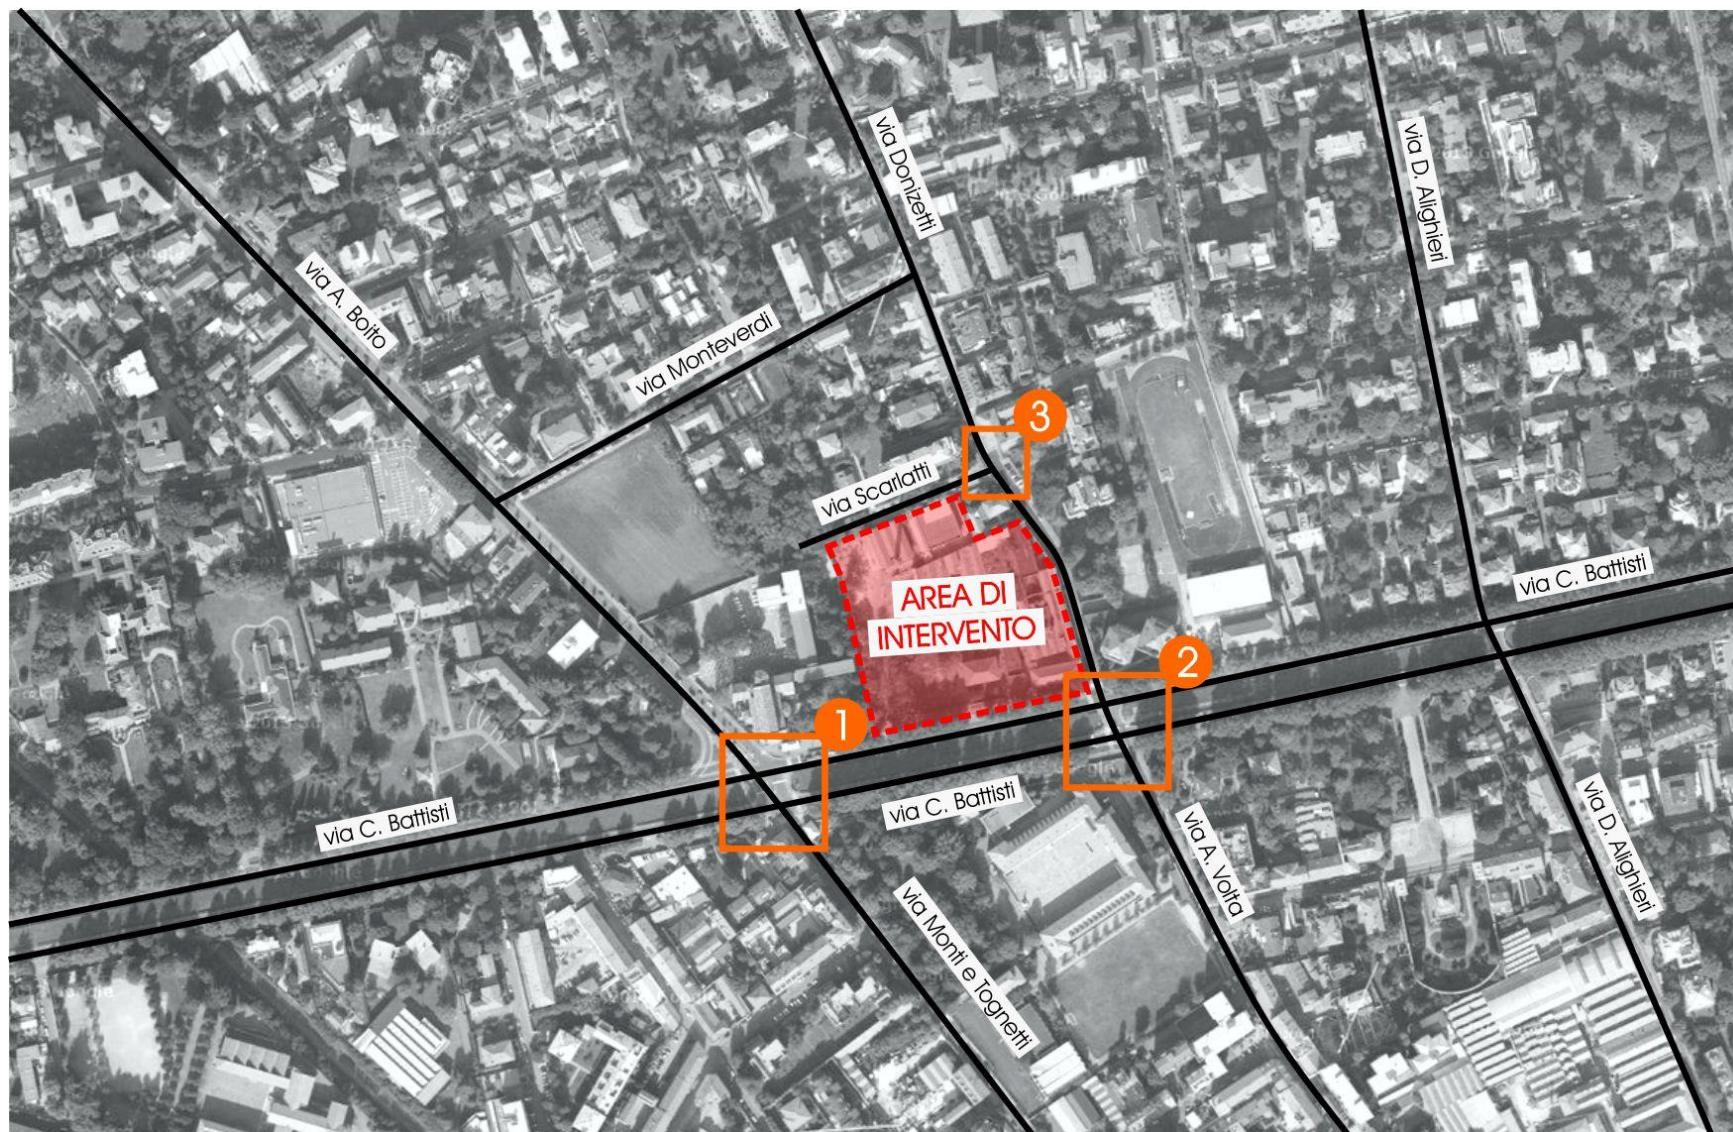 via Donizetti
via D. Alighieri
via A. Boito
via Monteverdi
3
via Scarlatti
via C. Battisti
AREA DI
INTERVENTO
2
1
via C. Battisti
via C. Battisti
via A. Volta
via D. Alighieri
via Monti e Tognetti